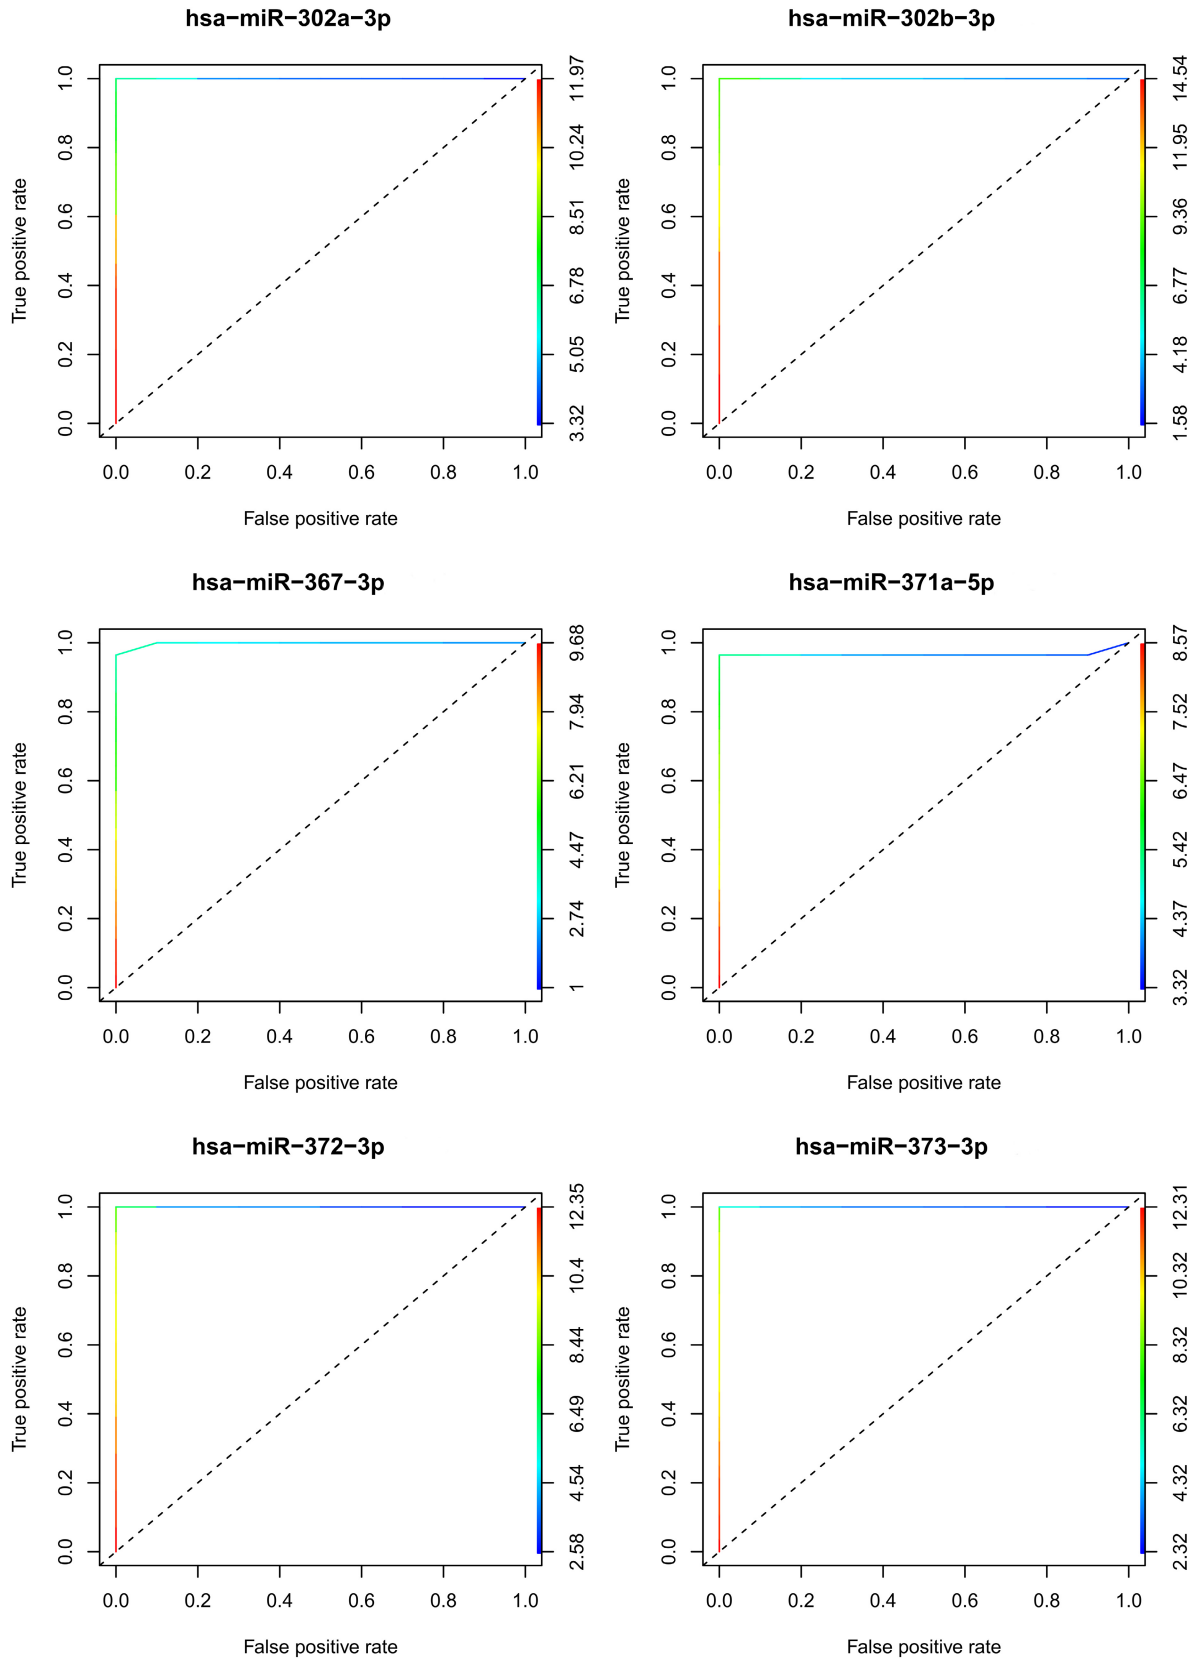 hsa−miR−302a−3p
True positive rate
0.0 0.2 0.4 0.6 0.8 1.0
3.32 5.05 6.78 8.51 10.24 11.97
0.0 0.2 0.4 0.6 0.8 1.0
False positive rate
hsa−miR−302b−3p
True positive rate
0.0 0.2 0.4 0.6 0.8 1.0
1.58 4.18 6.77 9.36 11.95 14.54
0.0 0.2 0.4 0.6 0.8 1.0
False positive rate
hsa−miR−367−3p
True positive rate
0.0 0.2 0.4 0.6 0.8 1.0
1 2.74 4.47 6.21 7.94 9.68
0.0 0.2 0.4 0.6 0.8 1.0
False positive rate
hsa−miR−371a−5p
True positive rate
0.0 0.2 0.4 0.6 0.8 1.0
3.32 4.37 5.42 6.47 7.52 8.57
0.0 0.2 0.4 0.6 0.8 1.0
False positive rate
hsa−miR−372−3p
True positive rate
0.0 0.2 0.4 0.6 0.8 1.0
2.58 4.54 6.49 8.44 10.4 12.35
0.0 0.2 0.4 0.6 0.8 1.0
False positive rate
hsa−miR−373−3p
True positive rate
0.0 0.2 0.4 0.6 0.8 1.0
2.32 4.32 6.32 8.32 10.32 12.31
0.0 0.2 0.4 0.6 0.8 1.0
False positive rate